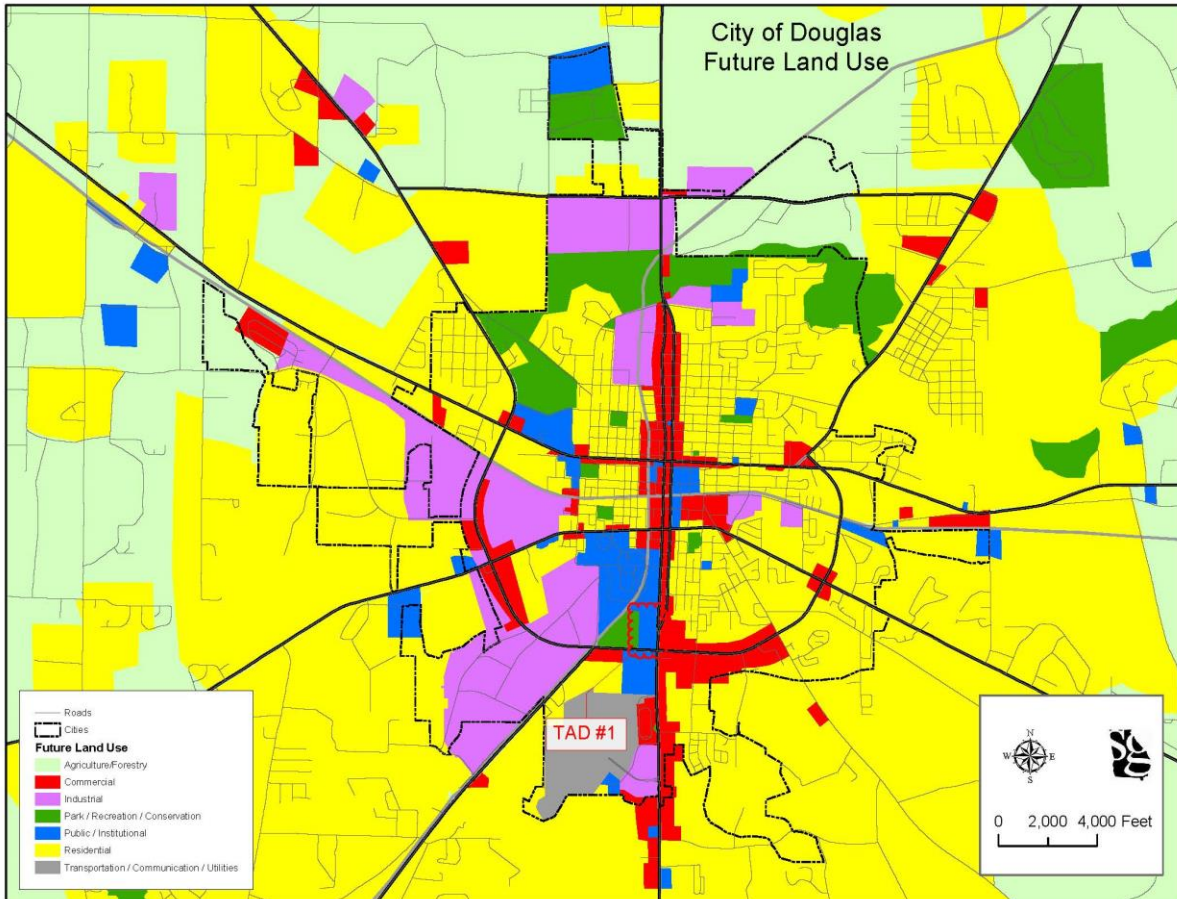 City of Douglas
Future Land Use
TAD #1
Roads
Cities
Future Land Use
Agriculture/Forestry
Commercial
Industrial
Park / Recreation / Conservation
Public / Institutional
Residential
Transportation / Communication / Utilities
N
W E
S
0 2,000 4,000 Feet